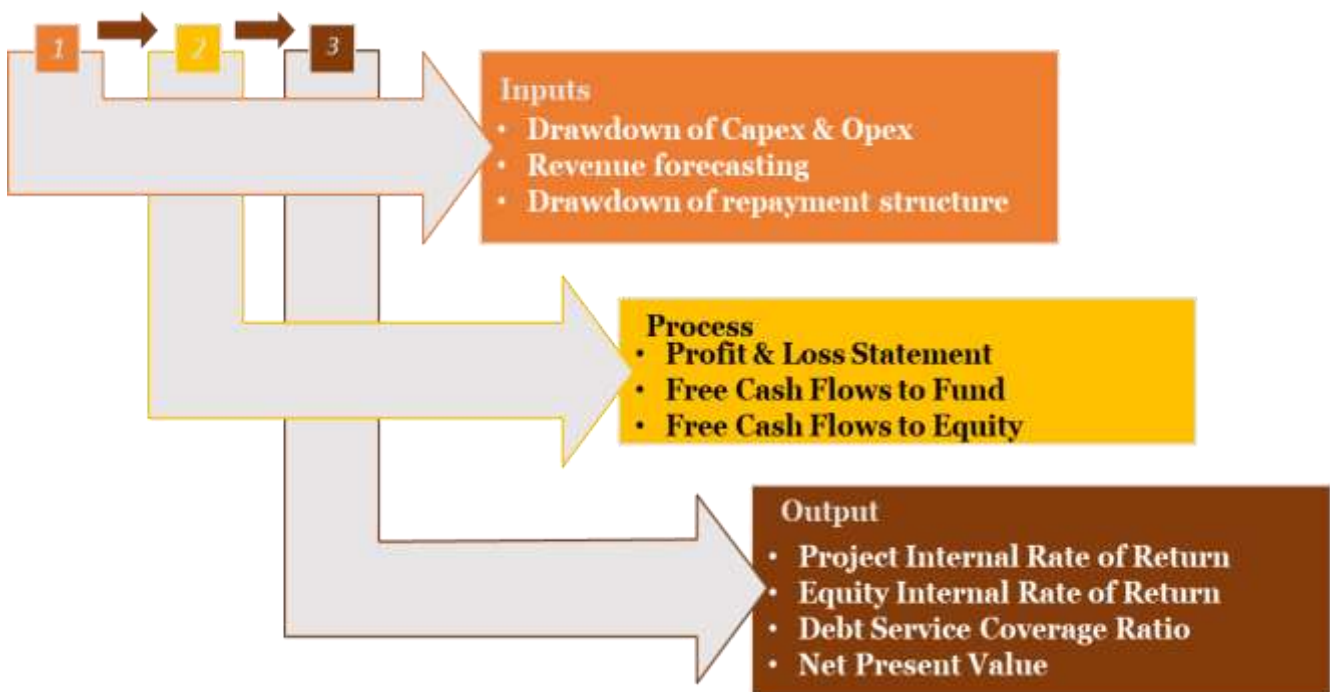 1
2
3
Inputs
• Drawdown of Capex & Opex
• Revenue forecasting
• Drawdown of repayment structure
Process
• Profit & Loss Statement
• Free Cash Flows to Fund
• Free Cash Flows to Equity
Output
• Project Internal Rate of Return
• Equity Internal Rate of Return
• Debt Service Coverage Ratio
• Net Present Value